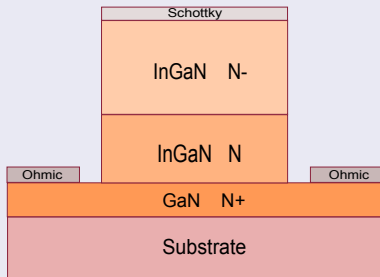 Schottky
InGaN N-
InGaN N
Ohmic Ohmic
GaN N+
Substrate